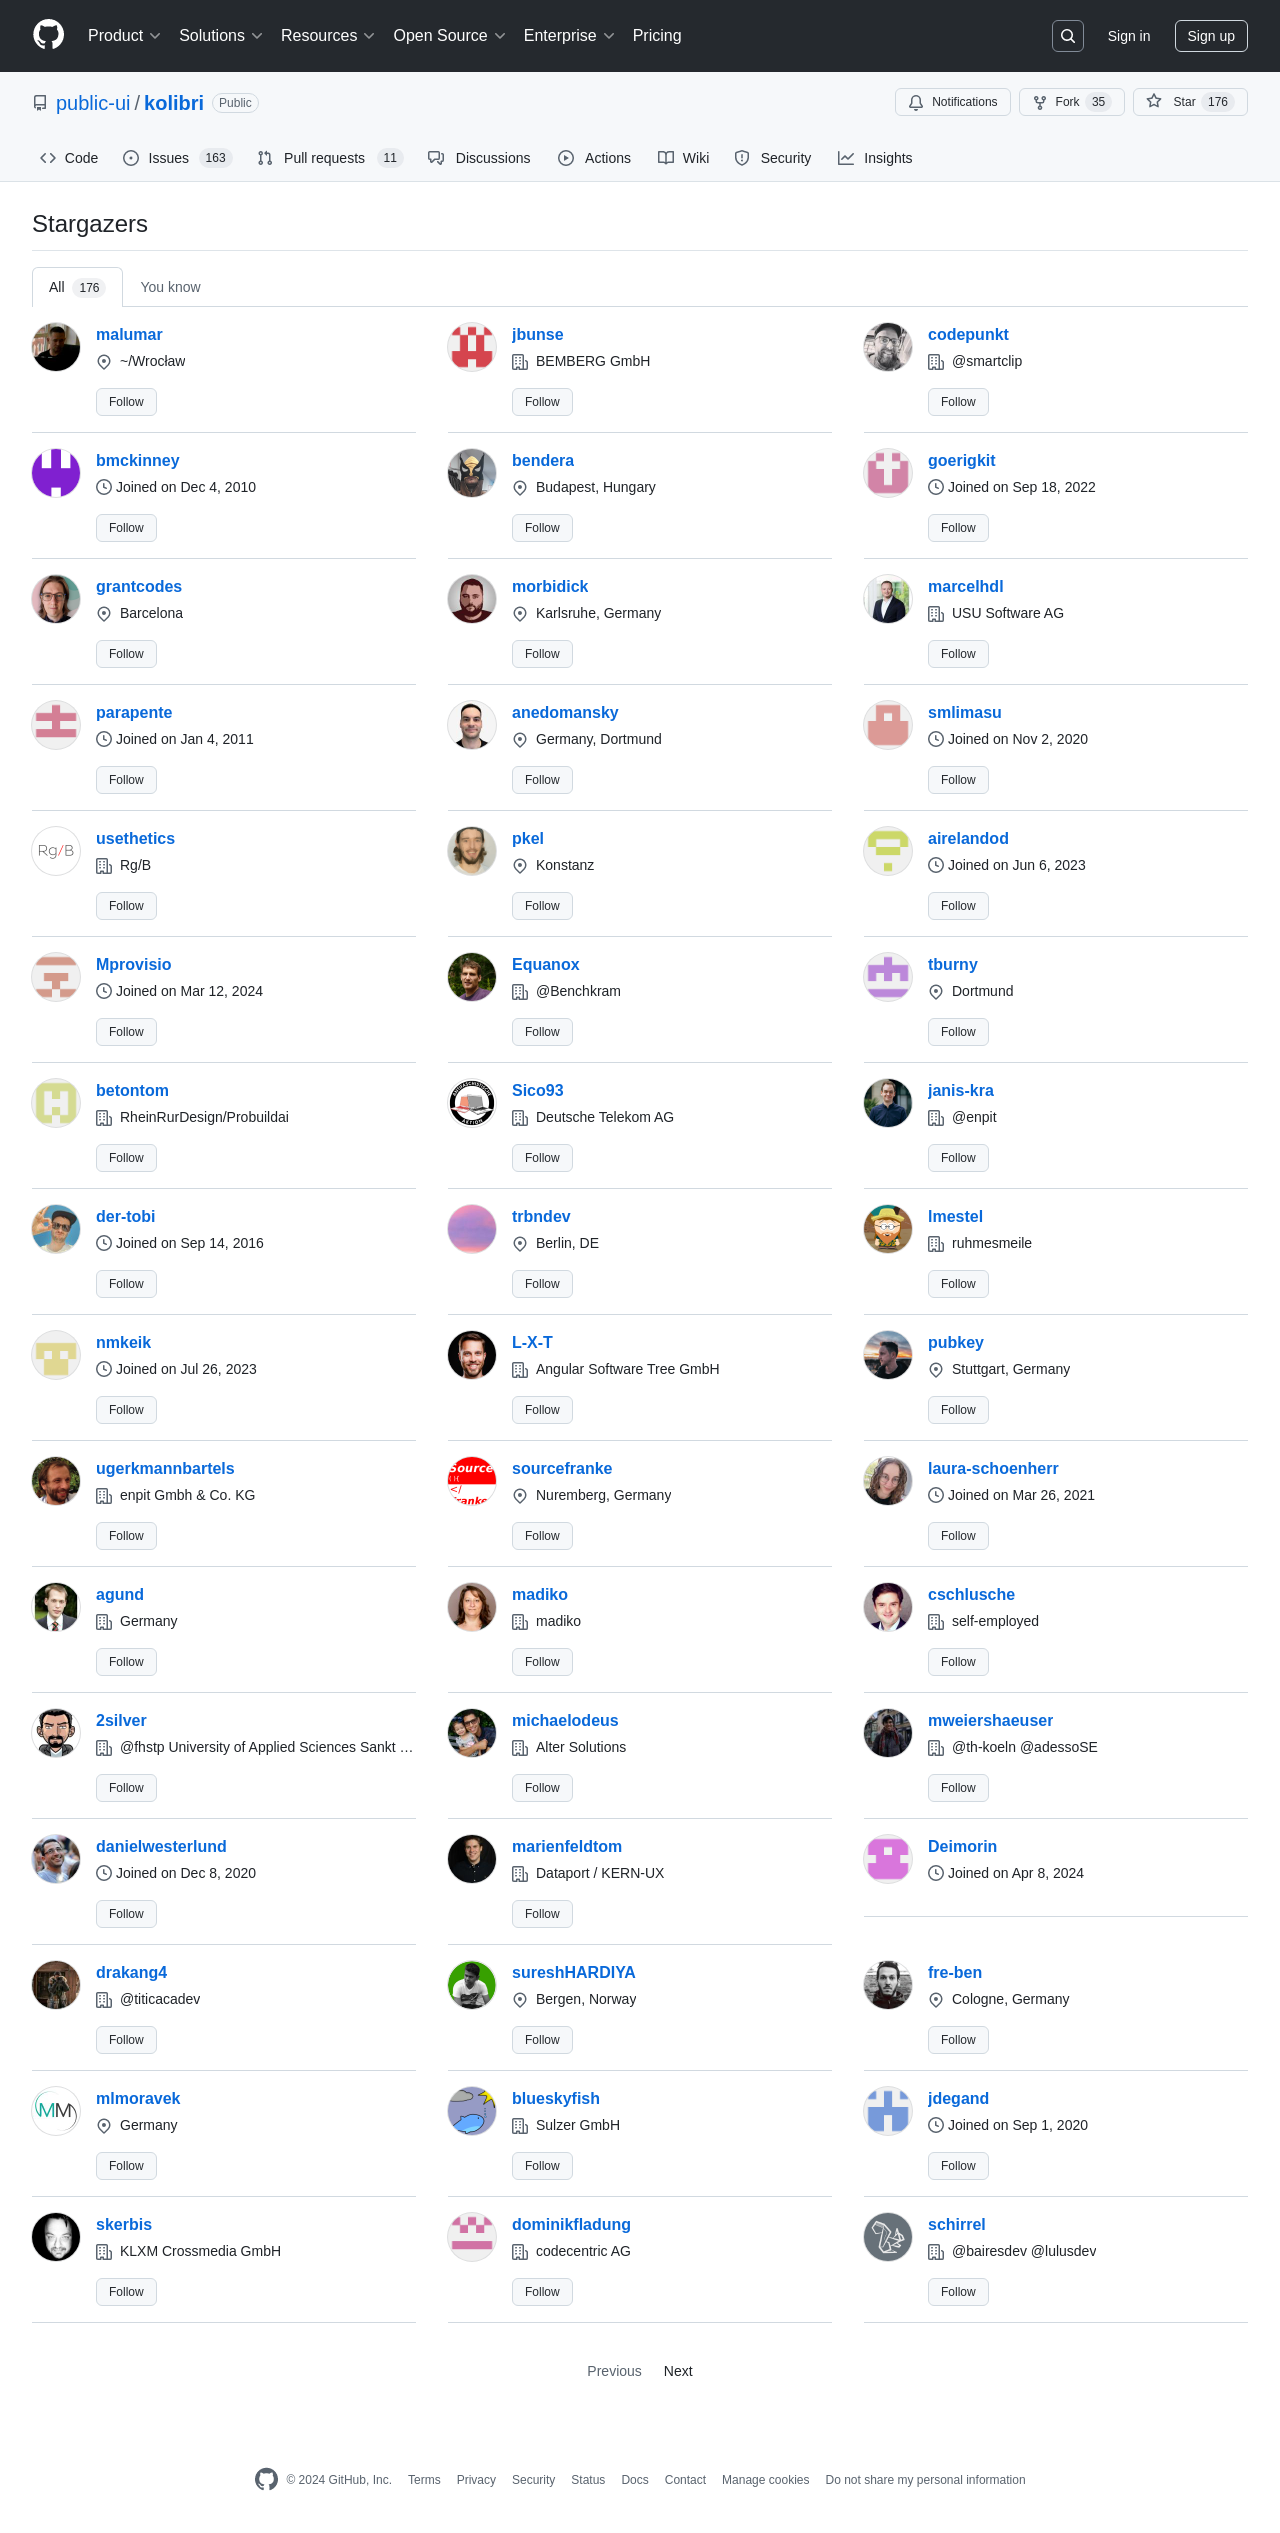 Product Solutions Resources Open Source Enterprise Pricing Sign in Sign up
public-ui / kolibri Public Notifications Fork 35 Star 176
Code Issues 163 Pull requests 11 Discussions Actions Wiki Security Insights
Stargazers
All 176 You know
malumar jbunse codepunkt
~/Wrocław BEMBERG GmbH @smartclip
Follow Follow Follow
bmckinney bendera goerigkit
Joined on Dec 4, 2010 Budapest, Hungary Joined on Sep 18, 2022
Follow Follow Follow
grantcodes morbidick marcelhdl
Barcelona Karlsruhe, Germany USU Software AG
Follow Follow Follow
parapente anedomansky smlimasu
Joined on Jan 4, 2011 Germany, Dortmund Joined on Nov 2, 2020
Follow Follow Follow
usethetics pkel airelandod
Rg/B Rg/B Konstanz Joined on Jun 6, 2023
Follow Follow Follow
Mprovisio Equanox tburny
Joined on Mar 12, 2024 @Benchkram Dortmund
Follow Follow Follow
betontom Sico93 janis-kra
RheinRurDesign/Probuildai Deutsche Telekom AG @enpit
Follow Follow Follow
der-tobi trbndev lmestel
Joined on Sep 14, 2016 Berlin, DE ruhmesmeile
Follow Follow Follow
nmkeik L-X-T pubkey
Joined on Jul 26, 2023 Angular Software Tree GmbH Stuttgart, Germany
Follow Follow Follow
ugerkmannbartels Source sourcefranke laura-schoenherr
enpit Gmbh & Co. KG </ ranke Nuremberg, Germany Joined on Mar 26, 2021
Follow Follow Follow
agund madiko cschlusche
Germany madiko self-employed
Follow Follow Follow
2silver michaelodeus mweiershaeuser
@fhstp University of Applied Sciences Sankt … Alter Solutions @th-koeln @adessoSE
Follow Follow Follow
danielwesterlund marienfeldtom Deimorin
Joined on Dec 8, 2020 Dataport / KERN-UX Joined on Apr 8, 2024
Follow Follow
drakang4 sureshHARDIYA fre-ben
@titicacadev Bergen, Norway Cologne, Germany
Follow Follow Follow
mlmoravek blueskyfish jdegand
MM Germany Sulzer GmbH Joined on Sep 1, 2020
Follow Follow Follow
skerbis dominikfladung schirrel
KLXM Crossmedia GmbH codecentric AG @bairesdev @lulusdev
Follow Follow Follow
Previous Next
© 2024 GitHub, Inc. Terms Privacy Security Status Docs Contact Manage cookies Do not share my personal information